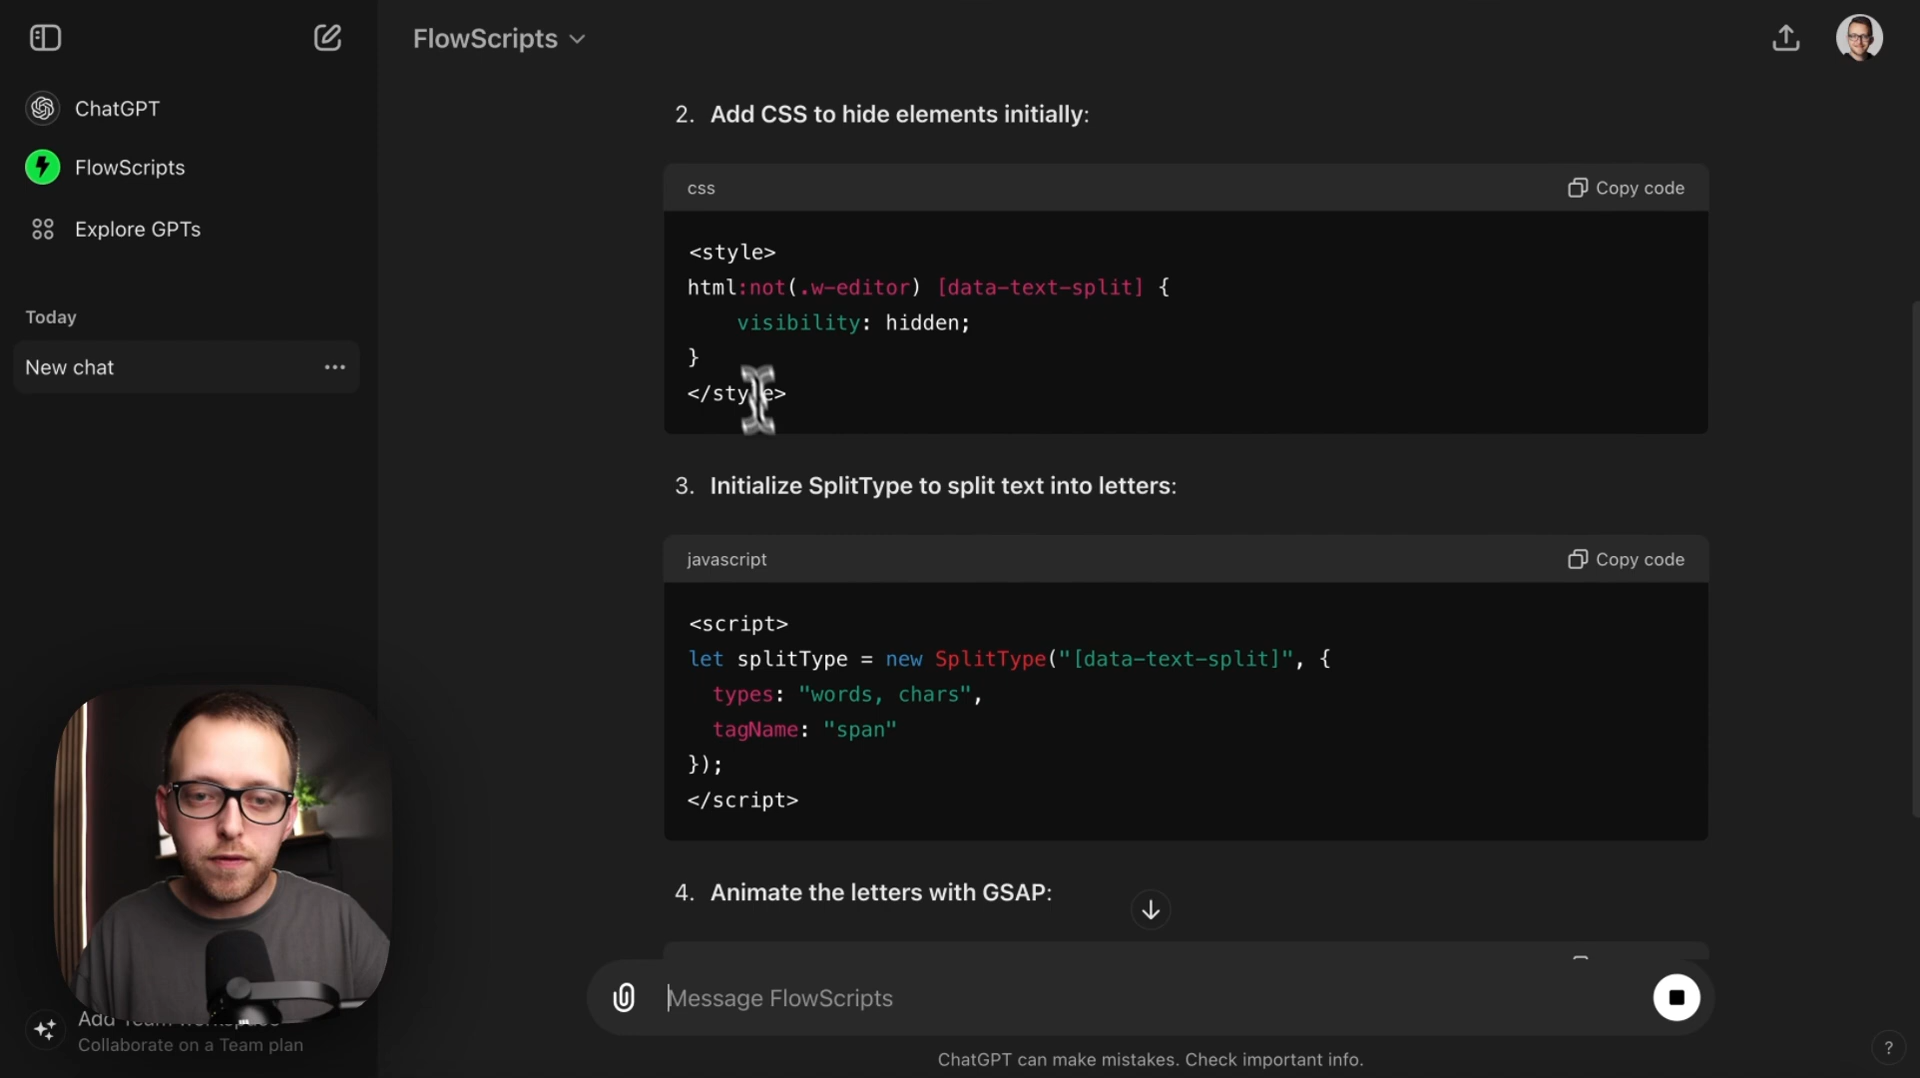 FlowScripts
ChatGPT
FlowScripts
Explore GPTs
Today
New chat
2. Add CSS to hide elements initially:
css
Copy code
<style>
html:not(.w-editor) [data-text-split] {
    visibility: hidden;
}
</style>
3. Initialize SplitType to split text into letters:
javascript
Copy code
<script>
let splitType = new SplitType("[data-text-split]", {
  types: "words, chars",
  tagName: "span"
});
</script>
4. Animate the letters with GSAP:
Message FlowScripts
Add Team workspace
Collaborate on a Team plan
ChatGPT can make mistakes. Check important info.
?